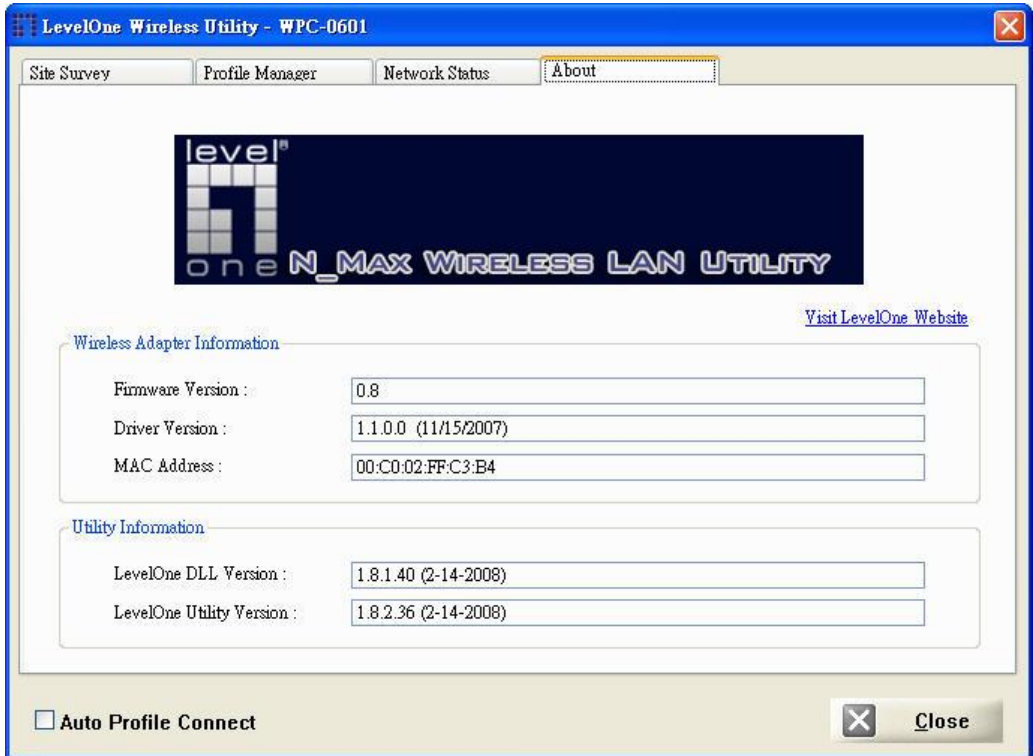 LevelOne Wireless Utility - WPC-0601
Site Survey Profile Manager Network Status About
level®
one N_MAX WIRELESS LAN UTILITY
Visit LevelOne Website
Wireless Adapter Information
Firmware Version : 0.8
Driver Version : 1.1.0.0 (11/15/2007)
MAC Address : 00:C0:02:FF:C3:B4
Utility Information
LevelOne DLL Version : 1.8.1.40 (2-14-2008)
LevelOne Utility Version : 1.8.2.36 (2-14-2008)
Auto Profile Connect Close